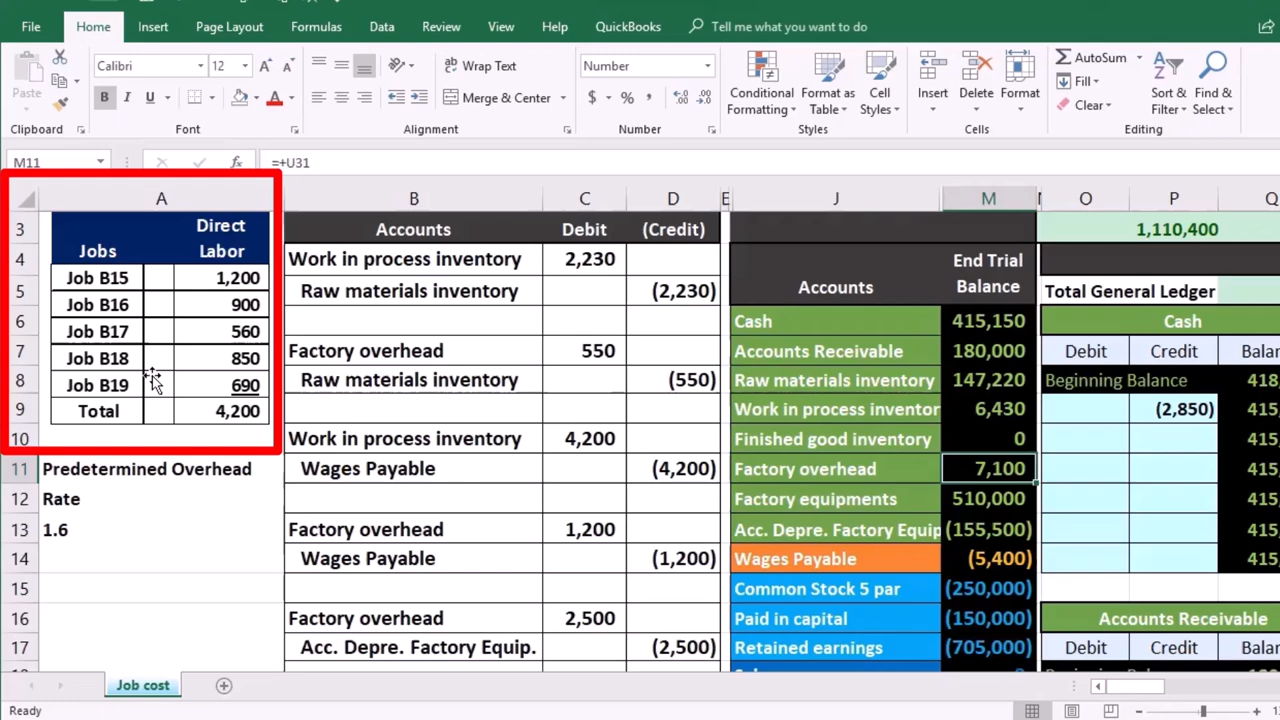 File Home Insert Page Layout Formulas Data Review View Help QuickBooks Tell me what you want to do
Paste Calibri 12 Wrap Text Number Conditional Formatting Format as Table Cell Styles Insert Delete Format AutoSum Sort & Filter Find & Select
B I U Merge & Center $ % , Fill
Clear
Clipboard Font Alignment Number Styles Cells Editing
M11 fx =+U31
A B C D E J M O P Q
3 Jobs Direct Labor Accounts Debit (Credit) 1,110,400
4 Job B15 1,200 Work in process inventory 2,230 Accounts End Trial Balance
5 Job B16 900 Raw materials inventory (2,230) Total General Ledger
6 Job B17 560 Cash 415,150 Cash
7 Job B18 850 Factory overhead 550 Accounts Receivable 180,000 Debit Credit Balan
8 Job B19 690 Raw materials inventory (550) Raw materials inventory 147,220 Beginning Balance 418,
9 Total 4,200 Work in process inventor 6,430 (2,850) 415,
10 Work in process inventory 4,200 Finished good inventory 0 415,
11 Predetermined Overhead Wages Payable (4,200) Factory overhead 7,100 415,
12 Rate Factory equipments 510,000 415,
13 1.6 Factory overhead 1,200 Acc. Depre. Factory Equip (155,500) 415,
14 Wages Payable (1,200) Wages Payable (5,400) 415,
15 Common Stock 5 par (250,000)
16 Factory overhead 2,500 Paid in capital (150,000) Accounts Receivable
17 Acc. Depre. Factory Equip. (2,500) Retained earnings (705,000) Debit Credit Balan
Job cost
Ready